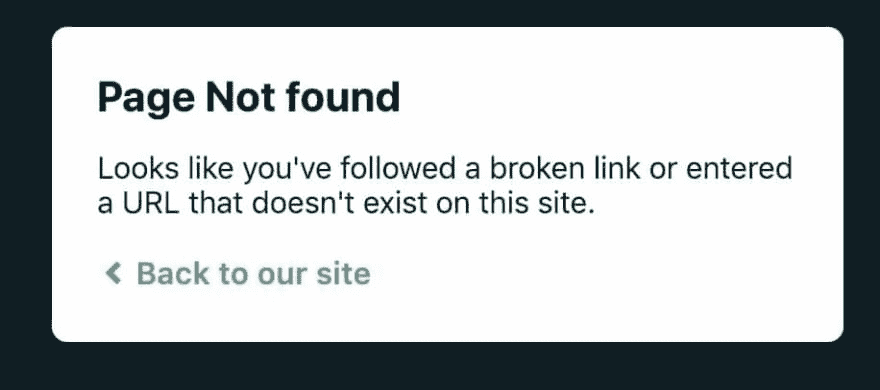 Page Not found
Looks like you've followed a broken link or entered
a URL that doesn't exist on this site.
Back to our site